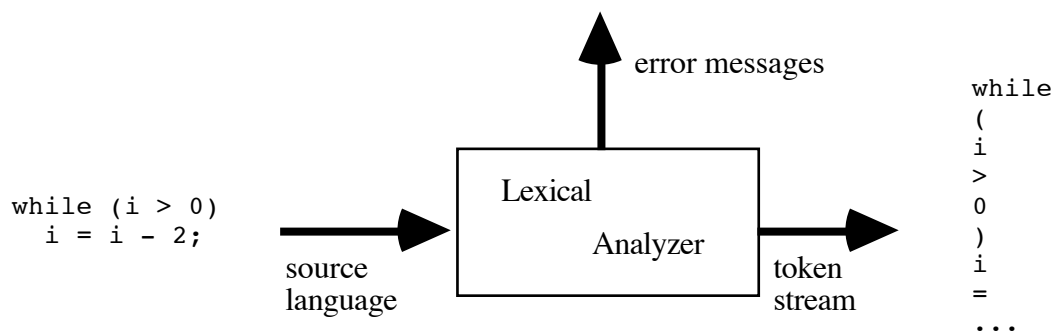 error messages
while (i > 0)
  i = i - 2;
source
language
Lexical
Analyzer
token
stream
while
(
i
>
0
)
i
=
...